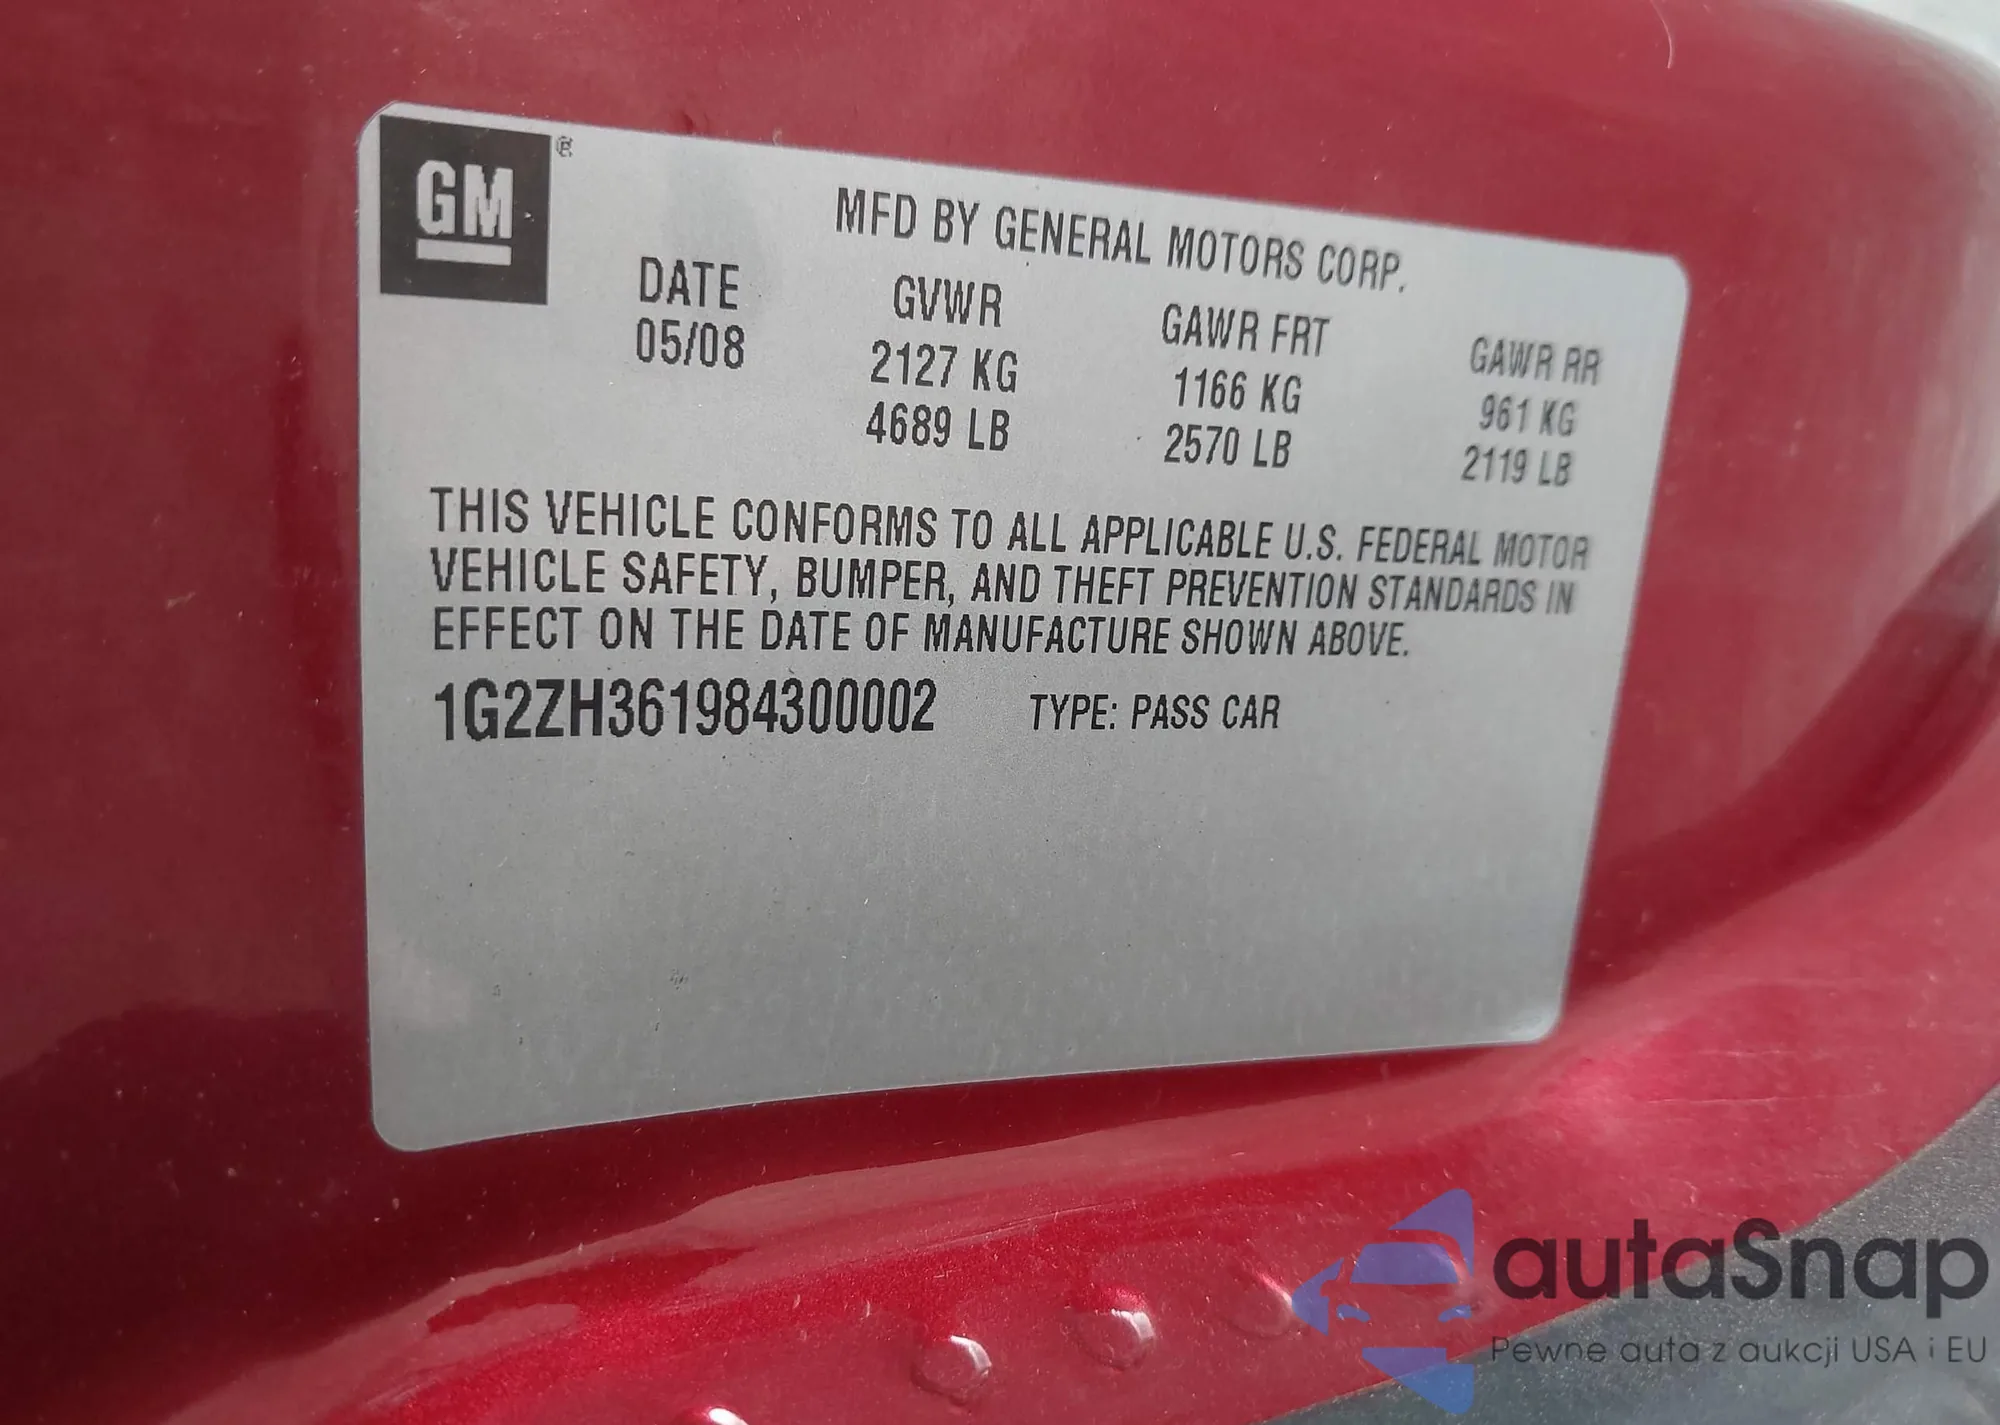 GM ®
MFD BY GENERAL MOTORS CORP.
DATE GVWR GAWR FRT GAWR RR
05/08 2127 KG 1166 KG 961 KG
4689 LB 2570 LB 2119 LB
THIS VEHICLE CONFORMS TO ALL APPLICABLE U.S. FEDERAL MOTOR
VEHICLE SAFETY, BUMPER, AND THEFT PREVENTION STANDARDS IN
EFFECT ON THE DATE OF MANUFACTURE SHOWN ABOVE.
1G2ZH361984300002 TYPE: PASS CAR
autaSnap
Pewne auta z aukcji USA i EU